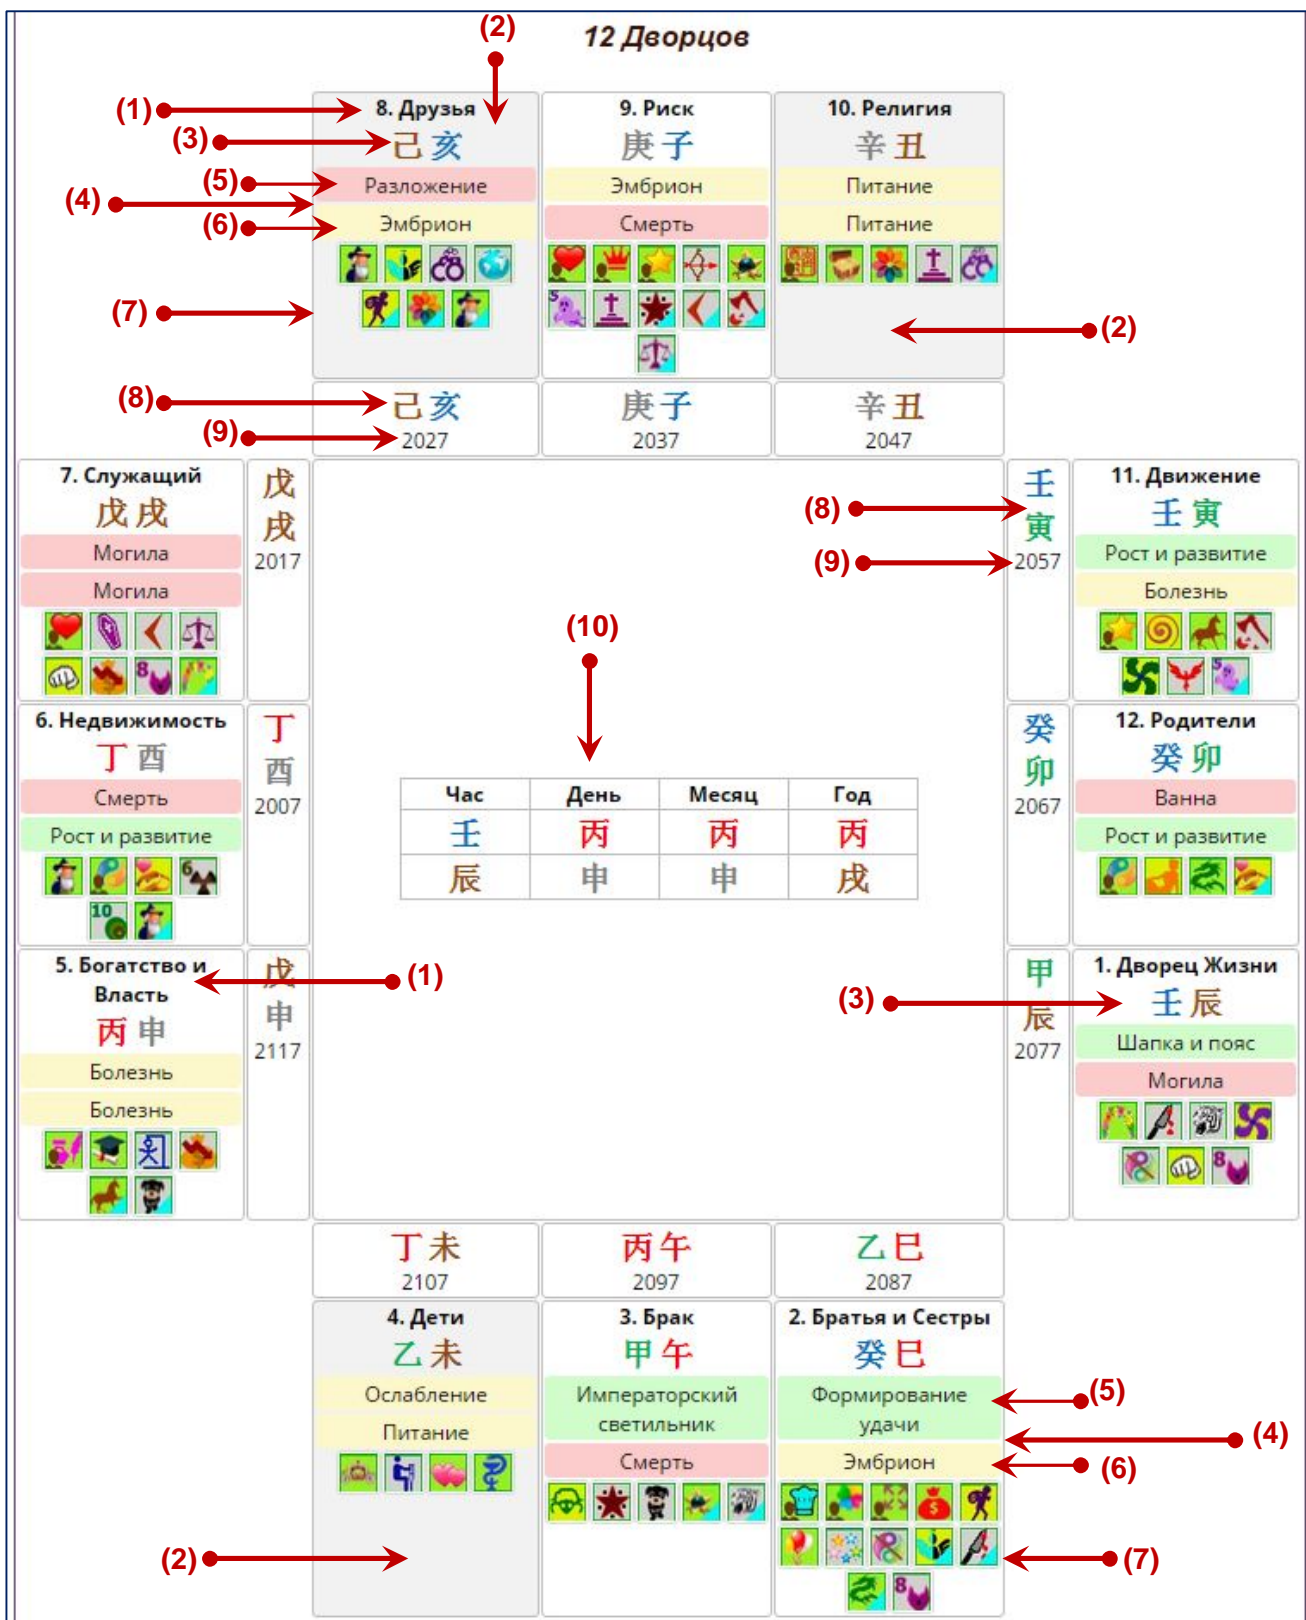 12 Дворцов
(2)
(1)
8. Друзья
9. Риск
10. Религия
(3)
己亥
庚子
辛丑
(5)
Разложение
Эмбрион
Питание
(4)
(6)
Эмбрион
Смерть
Питание
5
(7)
(2)
(8)
己亥
庚子
辛丑
(9)
2027
2037
2047
7. Служащий
戊戌
Могила
Могила
8
戊
戌
2017
(8)
(9)
壬
寅
2057
11. Движение
壬寅
Рост и развитие
Болезнь
5
6. Недвижимость
丁酉
Смерть
Рост и развитие
6
10
丁
酉
2007
(10)
Час День Месяц Год
壬 丙 丙 丙
辰 申 申 戌
癸
卯
2067
12. Родители
癸卯
Ванна
Рост и развитие
5. Богатство и
Власть
丙申
Болезнь
Болезнь
戊
申
2117
(1)
(3)
甲
辰
2077
1. Дворец Жизни
壬辰
Шапка и пояс
Могила
8
丁未
2107
丙午
2097
乙巳
2087
4. Дети
乙未
Ослабление
Питание
(2)
3. Брак
甲午
Императорский
светильник
Смерть
2. Братья и Сестры
癸巳
Формирование
удачи
Эмбрион
8
(5)
(4)
(6)
(7)